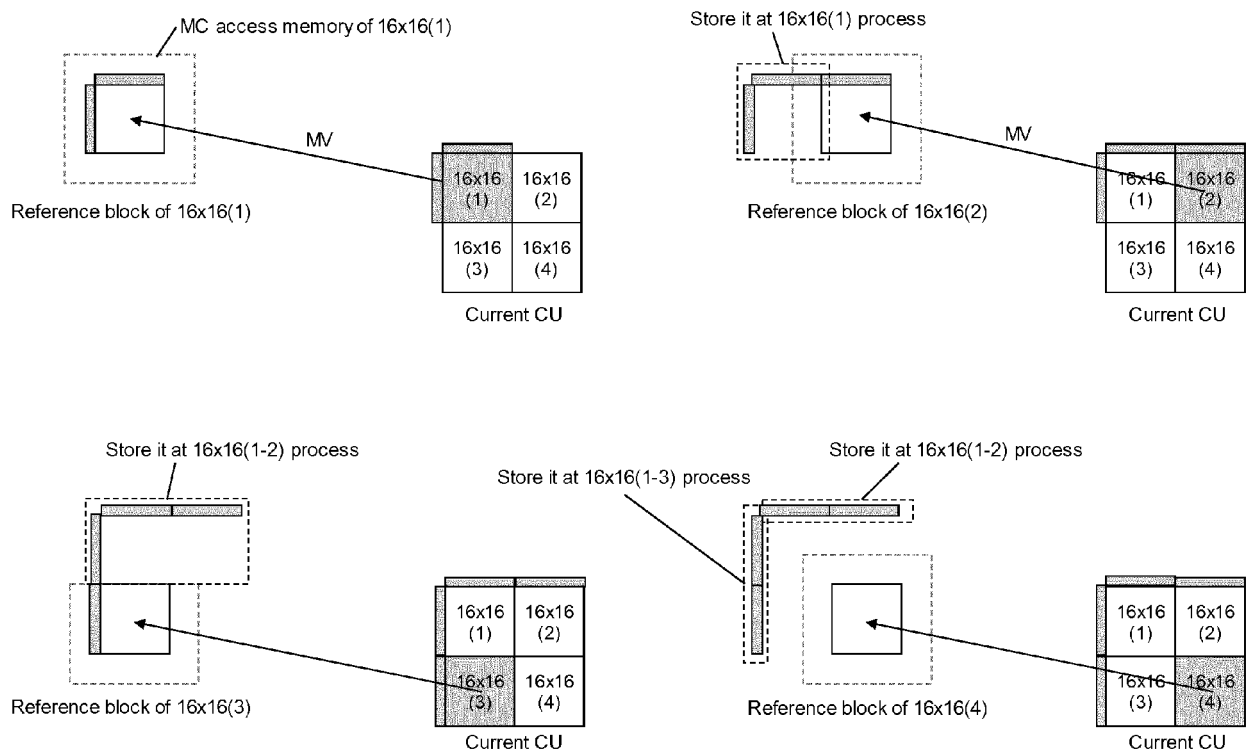 MC access memory of 16x16(1)
MV
16x16
(1)
16x16
(2)
16x16
(3)
16x16
(4)
Reference block of 16x16(1)
Current CU
Store it at 16x16(1) process
MV
16x16
(1)
16x16
(2)
16x16
(3)
16x16
(4)
Reference block of 16x16(2)
Current CU
Store it at 16x16(1-2) process
16x16
(1)
16x16
(2)
16x16
(3)
16x16
(4)
Reference block of 16x16(3)
Current CU
Store it at 16x16(1-3) process
Store it at 16x16(1-2) process
16x16
(1)
16x16
(2)
16x16
(3)
16x16
(4)
Reference block of 16x16(4)
Current CU